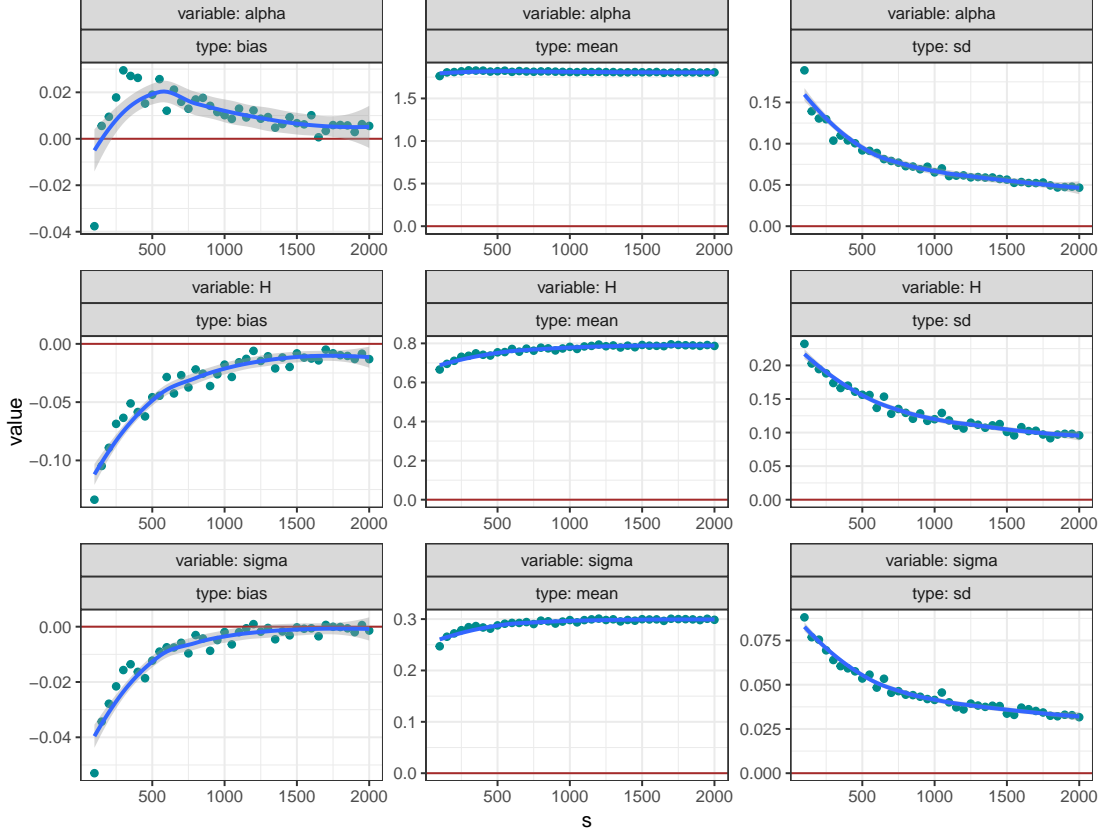 variable: alpha
type: bias
0.02
0.00
−0.02
−0.04
500 1000 1500 2000
variable: alpha
type: mean
1.5
1.0
0.5
0.0
500 1000 1500 2000
variable: alpha
type: sd
0.15
0.10
0.05
0.00
500 1000 1500 2000
variable: H
type: bias
0.00
−0.05
−0.10
500 1000 1500 2000
variable: H
type: mean
0.8
0.6
0.4
0.2
0.0
500 1000 1500 2000
variable: H
type: sd
0.20
0.15
0.10
0.05
0.00
500 1000 1500 2000
variable: sigma
type: bias
0.00
−0.02
−0.04
500 1000 1500 2000
variable: sigma
type: mean
0.3
0.2
0.1
0.0
500 1000 1500 2000
variable: sigma
type: sd
0.075
0.050
0.025
0.000
500 1000 1500 2000
value
s